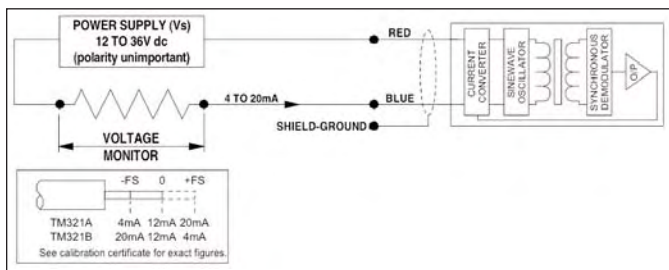 POWER SUPPLY (Vs)
12 TO 36V dc
(polarity unimportant)
RED
4 TO 20mA
BLUE
SHIELD-GROUND
VOLTAGE
MONITOR
CURRENT
CONVERTER
SINEWAVE
OSCILLATOR
SYNCHRONOUS
DEMODULATOR
O/P
-FS 0 +FS
TM321A 4mA 12mA 20mA
TM321B 20mA 12mA 4mA
See calibration certificate for exact figures.